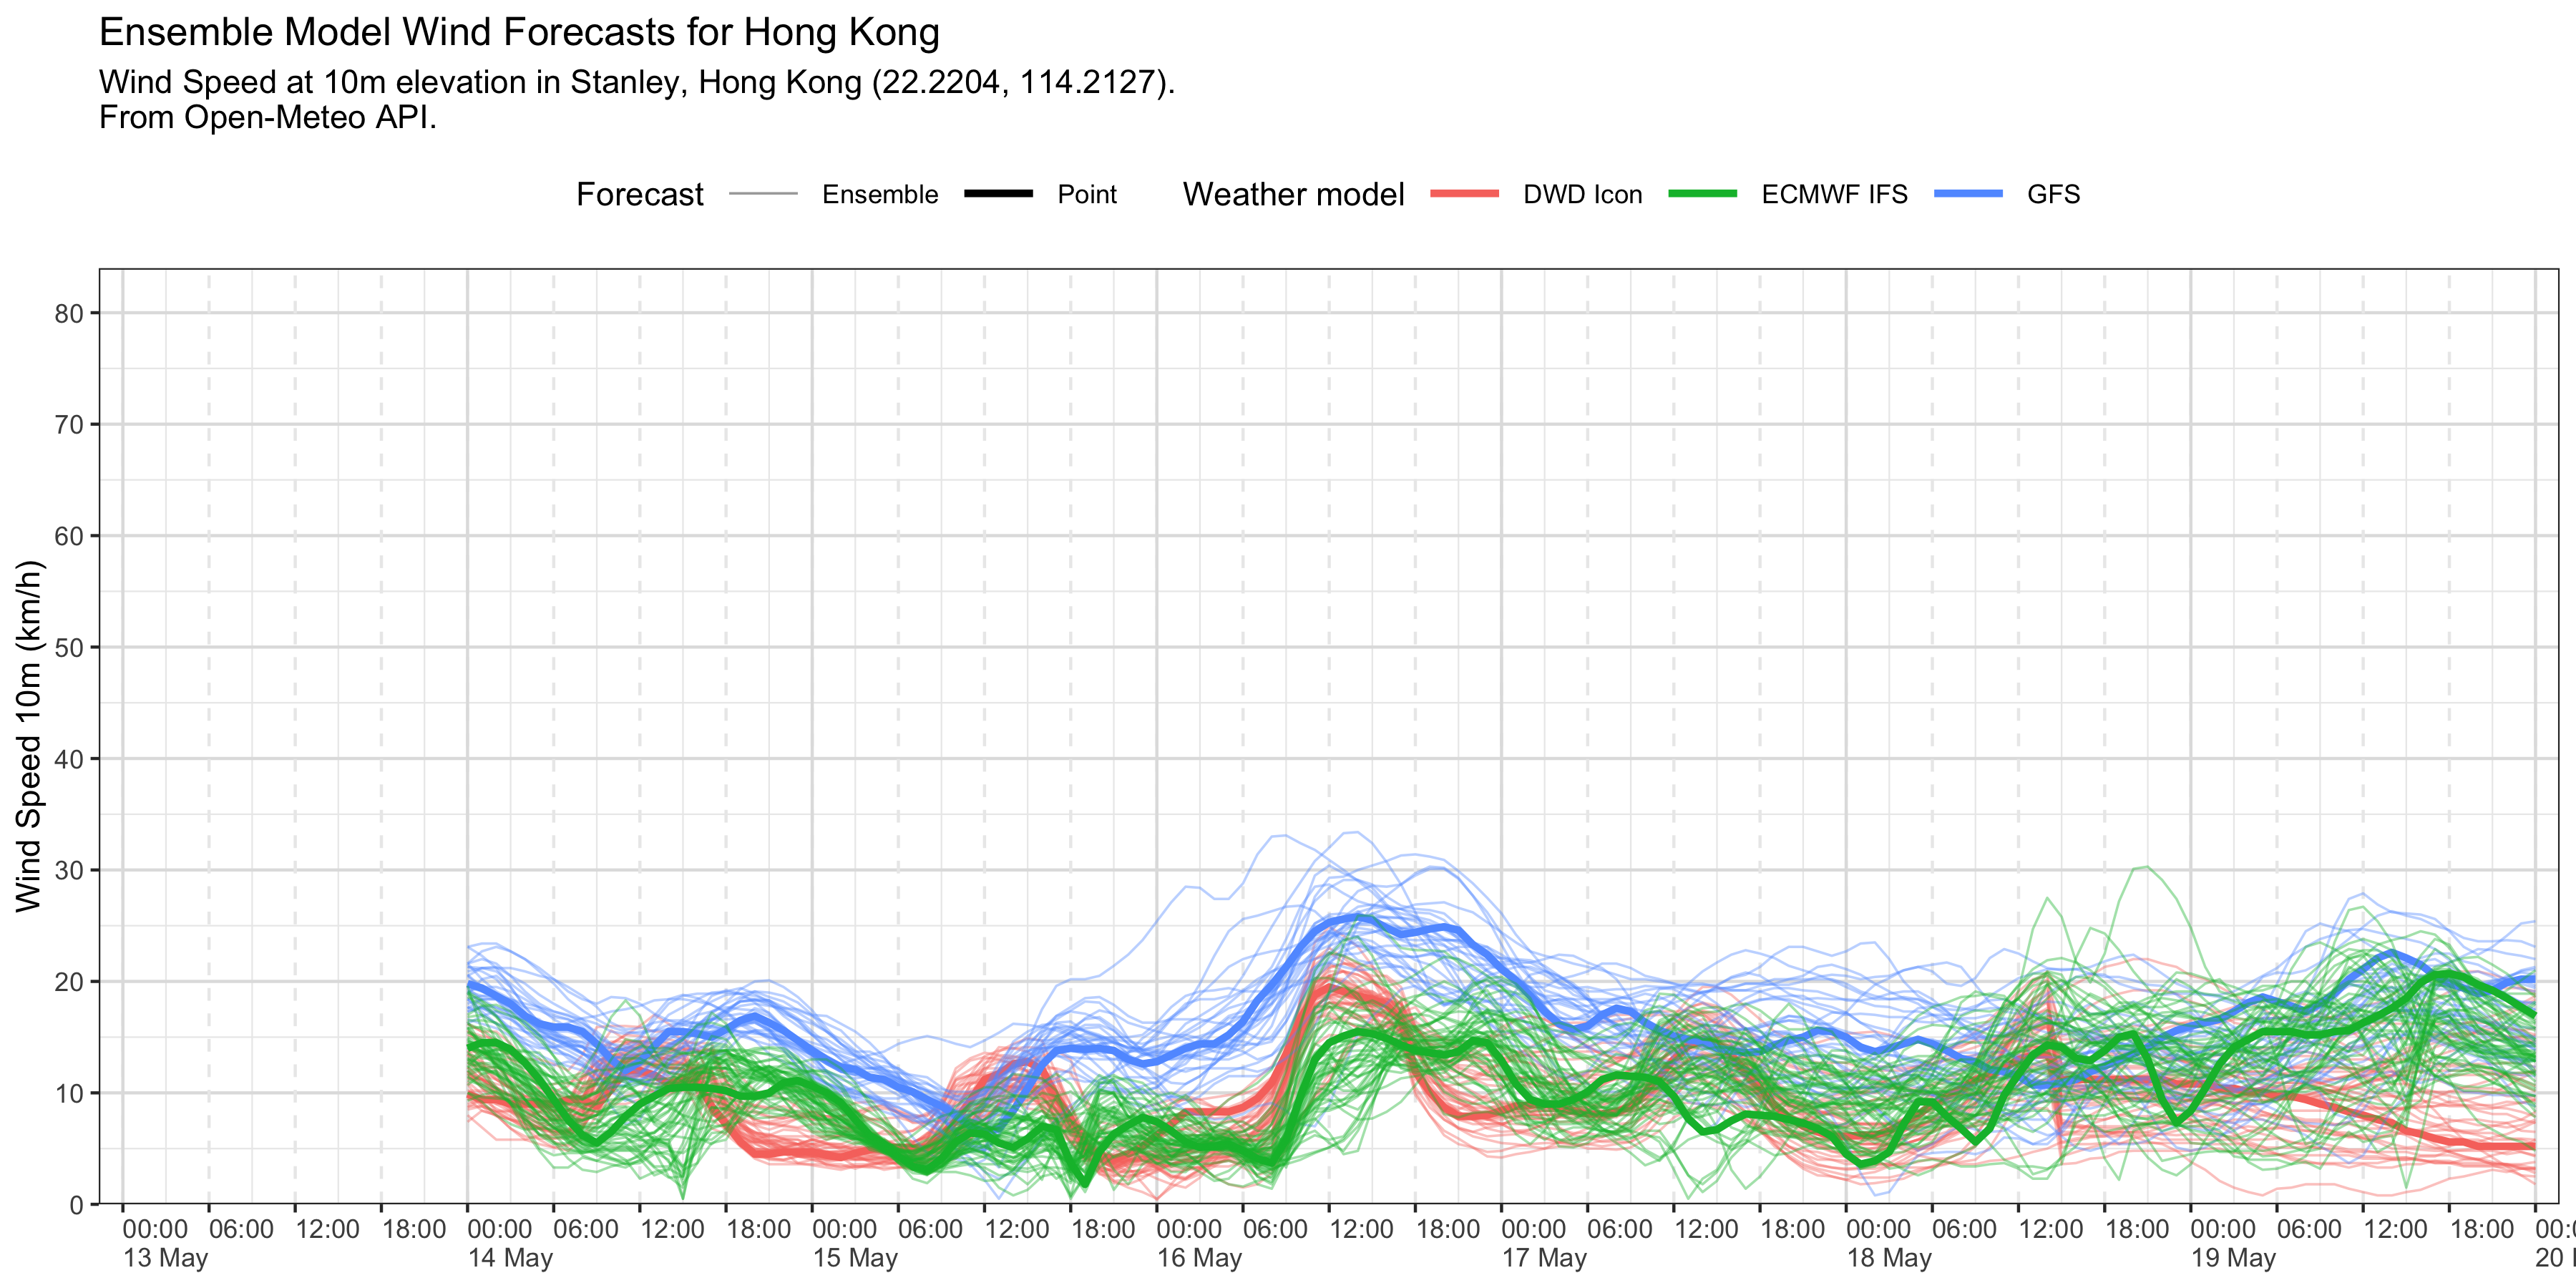 Ensemble Model Wind Forecasts for Hong Kong
Wind Speed at 10m elevation in Stanley, Hong Kong (22.2204, 114.2127).
From Open-Meteo API.
Forecast Ensemble Point Weather model DWD Icon ECMWF IFS GFS
Wind Speed 10m (km/h)
80
70
60
50
40
30
20
10
0
00:00 06:00 12:00 18:00 00:00 06:00 12:00 18:00 00:00 06:00 12:00 18:00 00:00 06:00 12:00 18:00 00:00 06:00 12:00 18:00 00:00 06:00 12:00 18:00 00:00 06:00 12:00 18:00 00:0
13 May 14 May 15 May 16 May 17 May 18 May 19 May 20